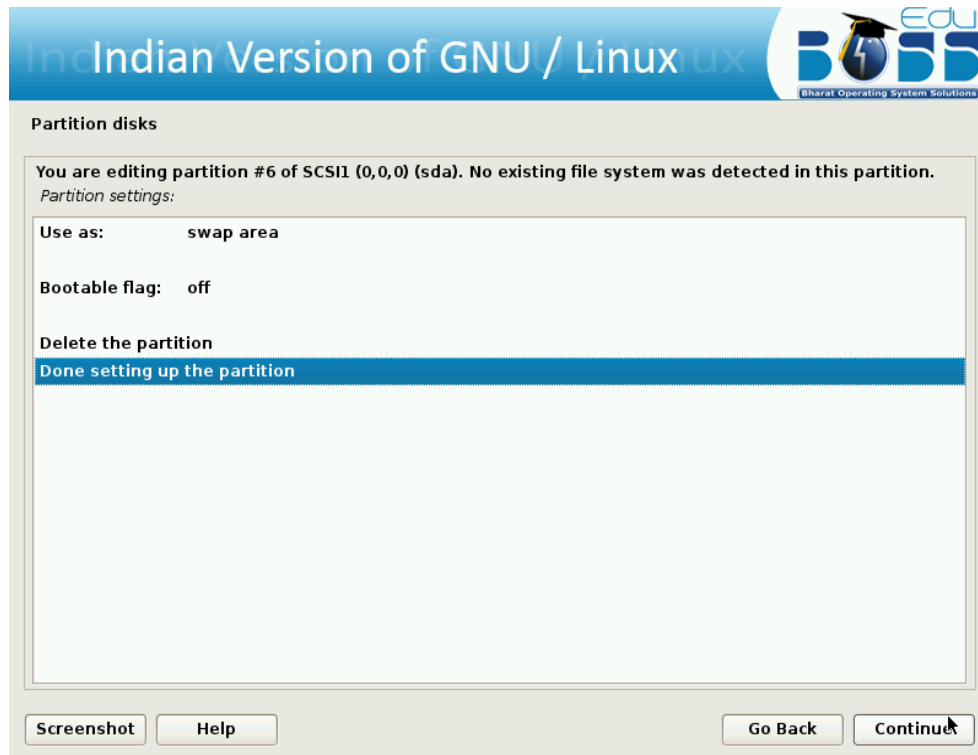 Indian Version of GNU / Linux
Edu
BOSS
Bharat Operating System Solutions
Partition disks
You are editing partition #6 of SCSI1 (0,0,0) (sda). No existing file system was detected in this partition.
Partition settings:
Use as: swap area
Bootable flag: off
Delete the partition
Done setting up the partition
Screenshot Help Go Back Continue